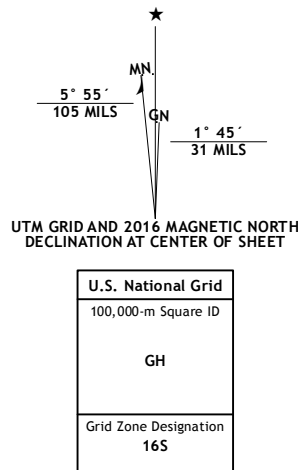 MN.
5° 55´
105 MILS
GN
1° 45´
31 MILS
UTM GRID AND 2016 MAGNETIC NORTH
DECLINATION AT CENTER OF SHEET
U.S. National Grid
100,000-m Square ID
GH
Grid Zone Designation
16S